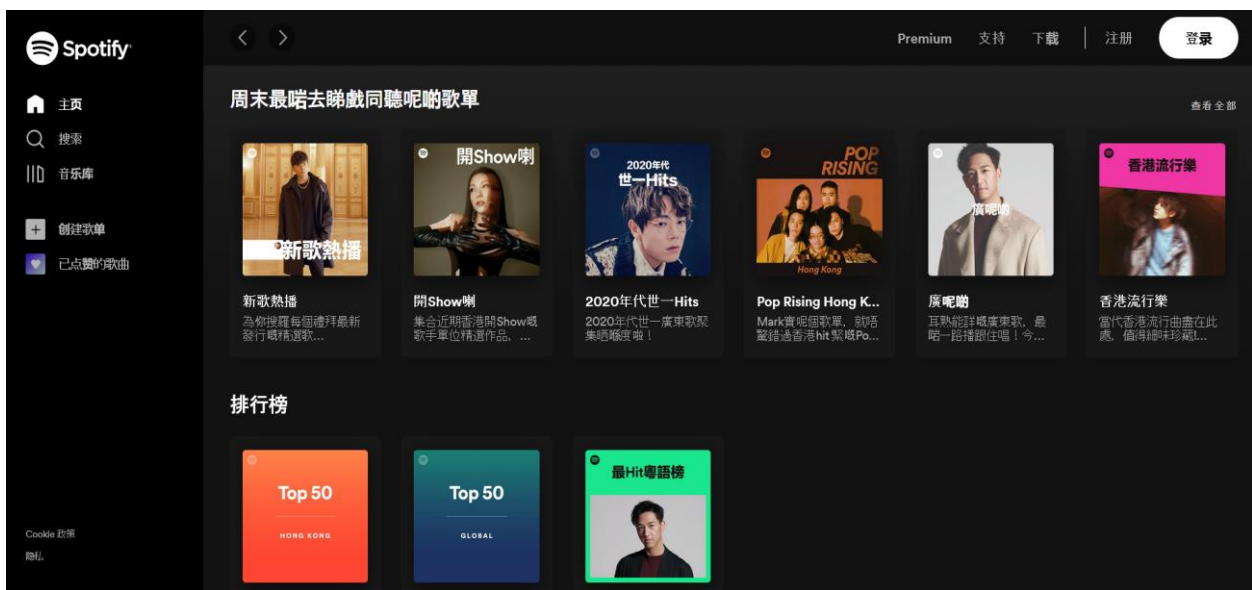 Spotify
Premium
支持
下载
注册
登录
主页
搜索
音乐库
创建歌单
已点赞的歌曲
Cookie 政策
隐私
周末最啱去睇戲同聽呢啲歌單
查看全部
新歌熱播
新歌熱播
為你搜羅每個禮拜最新
發行嘅精選歌...
開Show喇
開Show喇
集合近期香港開Show嘅
歌手單位精選作品，...
2020年代
世一Hits
2020年代世一Hits
2020年代世一廣東歌聚
集晒喺度啦！
POP
RISING
Hong Kong
Pop Rising Hong K...
Mark實呢個歌單，就唔
驚錯過香港hit緊嘅Po...
廣呢啲
廣呢啲
耳熟能詳嘅廣東歌，最
啱一路播跟住唱！今...
香港流行樂
香港流行樂
當代香港流行曲盡在此
處，值得細味珍藏!...
排行榜
Top 50
HONG KONG
Top 50
GLOBAL
最Hit粵語榜